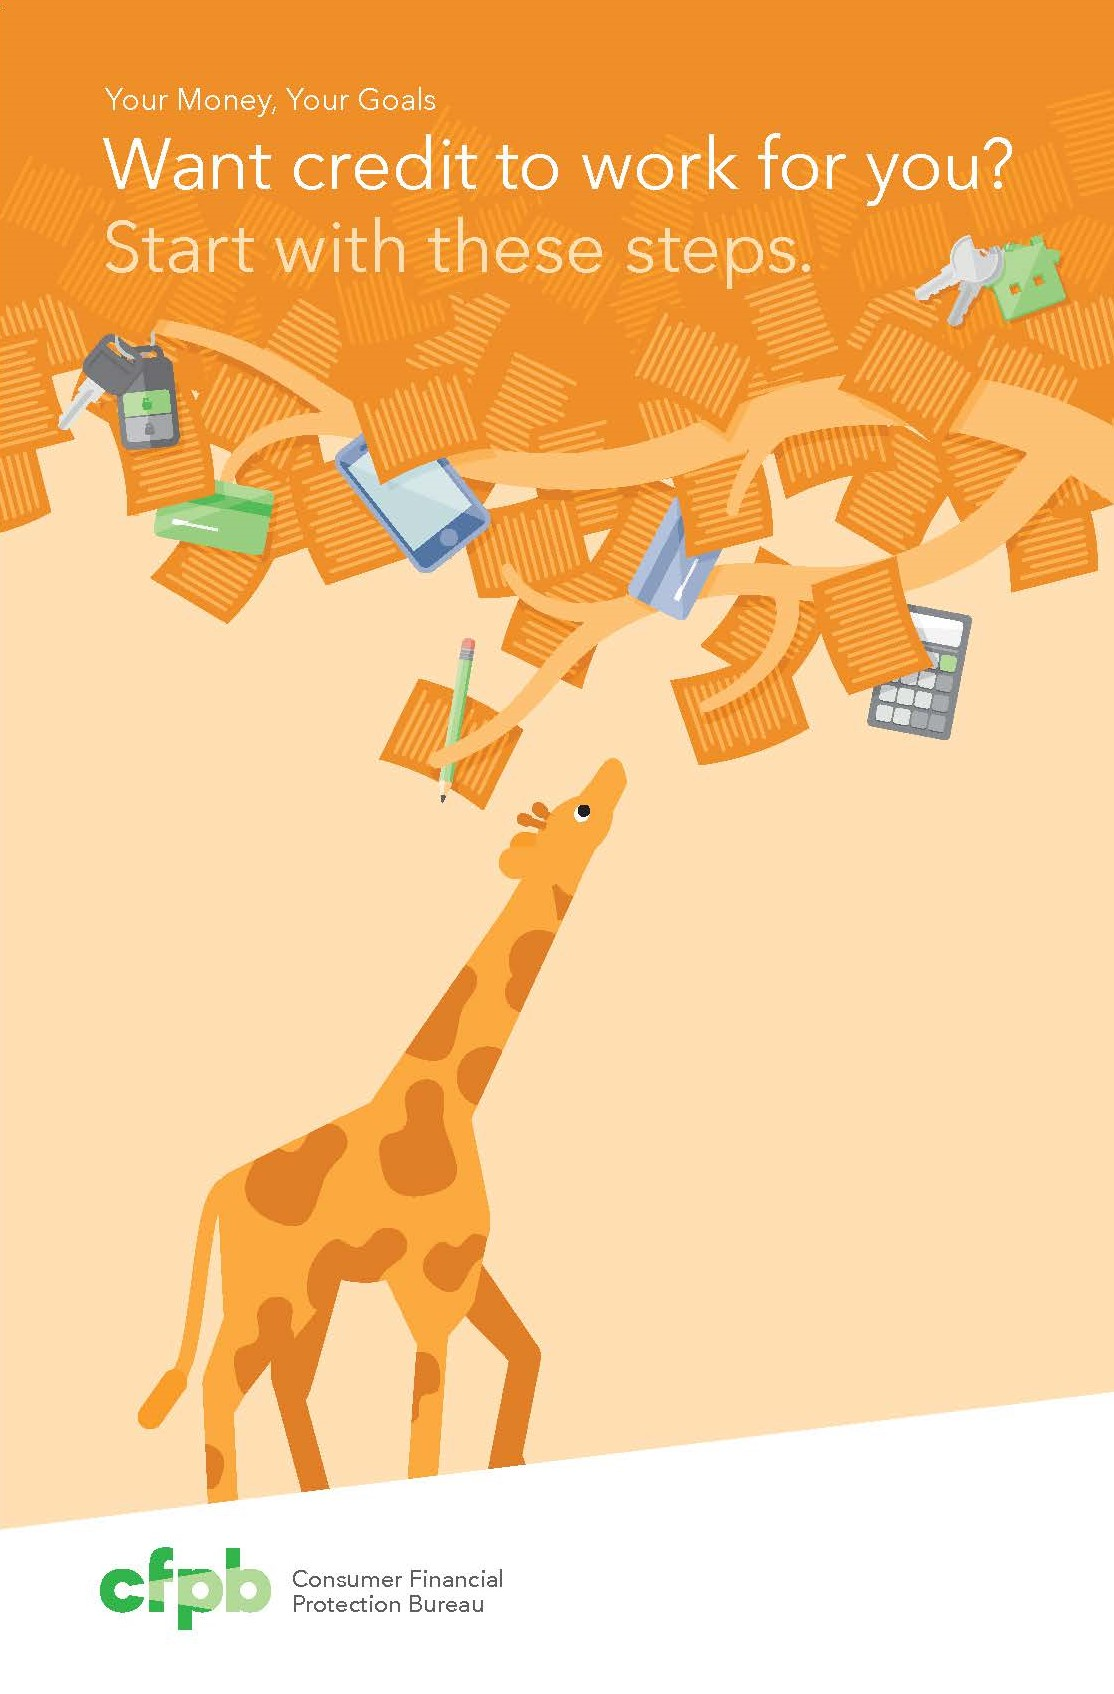 Your Money, Your Goals
Want credit to work for you?
Start with these steps.
cfpb
Consumer Financial
Protection Bureau